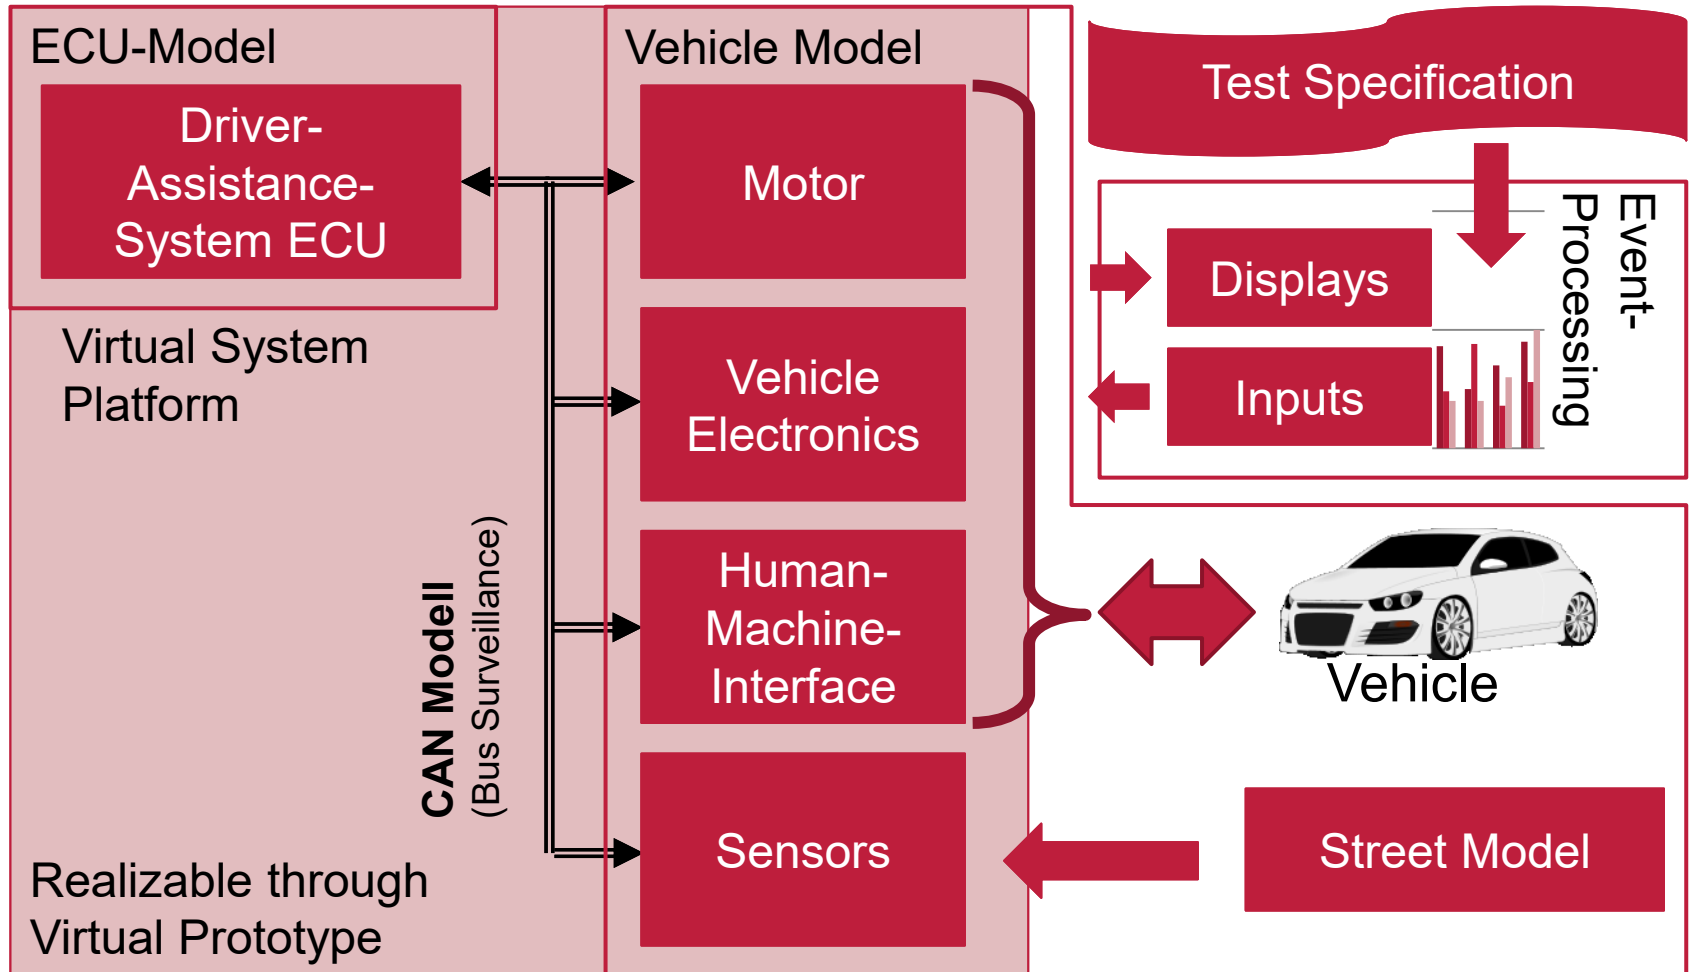 ECU-Model
Driver-
Assistance-
System ECU
Virtual System
Platform
CAN Modell
(Bus Surveillance)
Realizable through
Virtual Prototype
Vehicle Model
Motor
Vehicle
Electronics
Human-
Machine-
Interface
Sensors
Test Specification
Event-
Processing
Displays
Inputs
Vehicle
Street Model